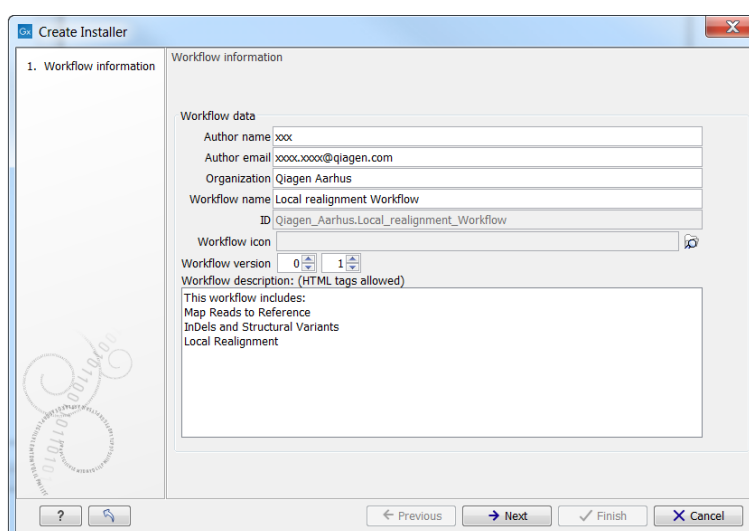 Gx Create Installer
1. Workflow information
Workflow information
Workflow data
Author name xxx
Author email xxxx.xxxx@qiagen.com
Organization Qiagen Aarhus
Workflow name Local realignment Workflow
ID Qiagen_Aarhus.Local_realignment_Workflow
Workflow icon
Workflow version 0 1
Workflow description: (HTML tags allowed)
This workflow includes:
Map Reads to Reference
InDels and Structural Variants
Local Realignment
? Previous Next Finish Cancel